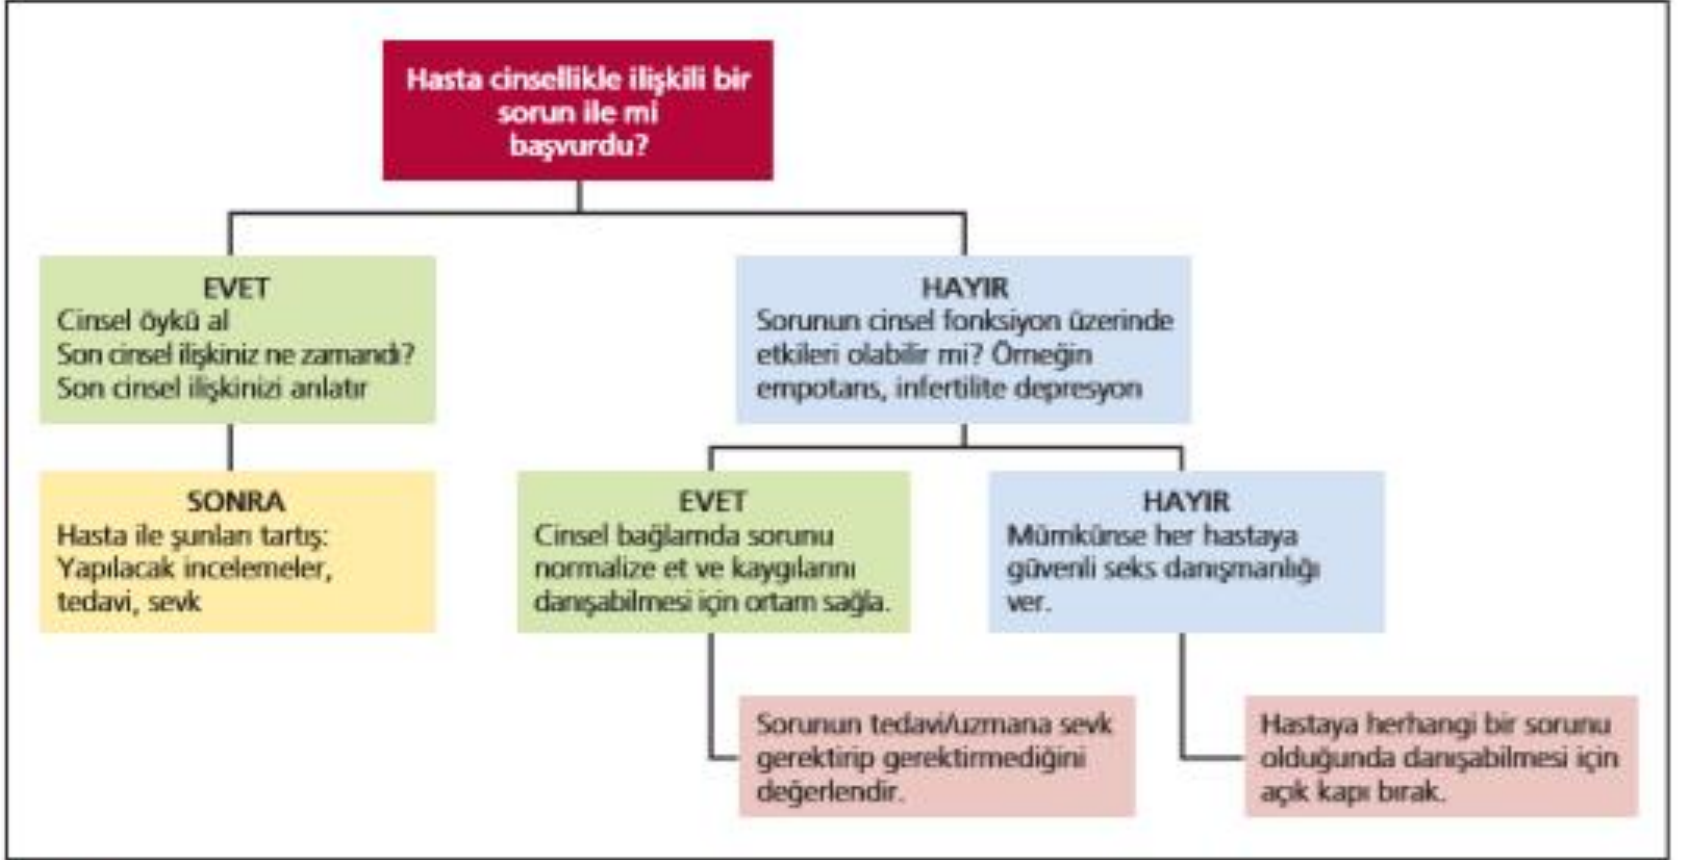 Hasta cinsellikle ilişkili bir
sorun ile mi
başvurdu?
EVET
Cinsel öykü al
Son cinsel ilişkiniz ne zamandı?
Son cinsel ilişkinizi anlatır
HAYIR
Sorunun cinsel fonksiyon üzerinde
etkileri olabilir mi? Örneğin
empotans, infertilite depresyon
SONRA
Hasta ile şunları tartış:
Yapılacak incelemeler,
tedavi, sevk
EVET
Cinsel bağlamda sorunu
normalize et ve kaygılarını
danışabilmesi için ortam sağla.
HAYIR
Mümkünse her hastaya
güvenli seks danışmanlığı
ver.
Sorunun tedavi/uzmana sevk
gerektirip gerektirmediğini
değerlendir.
Hastaya herhangi bir sorunu
olduğunda danışabilmesi için
açık kapı bırak.